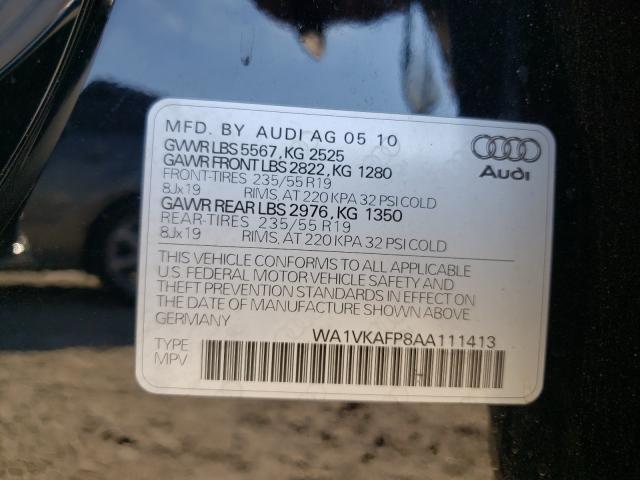 MFD. BY AUDI AG 05 10
GVWR LBS 5567, KG 2525
GAWR FRONT LBS 2822, KG 1280
FRONT-TIRES 235/55 R19
8Jx19 RIMS, AT 220 KPA 32 PSI COLD
GAWR REAR LBS 2976, KG 1350
REAR-TIRES 235/55 R19
8Jx19 RIMS, AT 220 KPA 32 PSI COLD
Audi
THIS VEHICLE CONFORMS TO ALL APPLICABLE
U.S. FEDERAL MOTOR VEHICLE SAFETY AND
THEFT PREVENTION STANDARDS IN EFFECT ON
THE DATE OF MANUFACTURE SHOWN ABOVE
GERMANY
WA1VKAFP8AA111413
TYPE
MPV